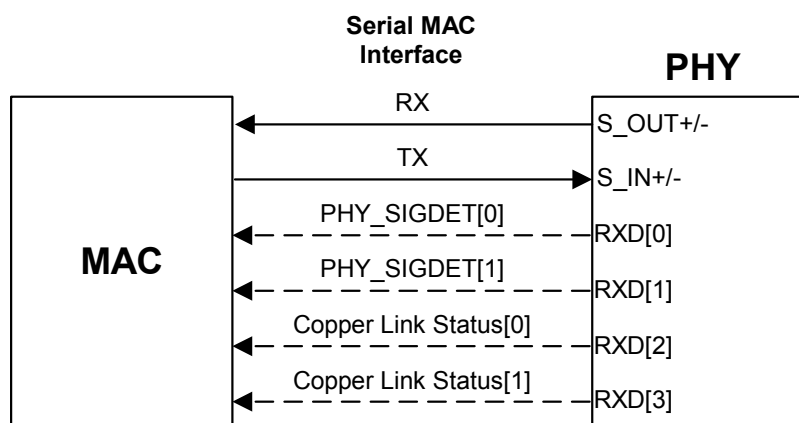 Serial MAC
Interface
PHY
RX
S_OUT+/-
TX
S_IN+/-
PHY_SIGDET[0]
RXD[0]
MAC
PHY_SIGDET[1]
RXD[1]
Copper Link Status[0]
RXD[2]
Copper Link Status[1]
RXD[3]